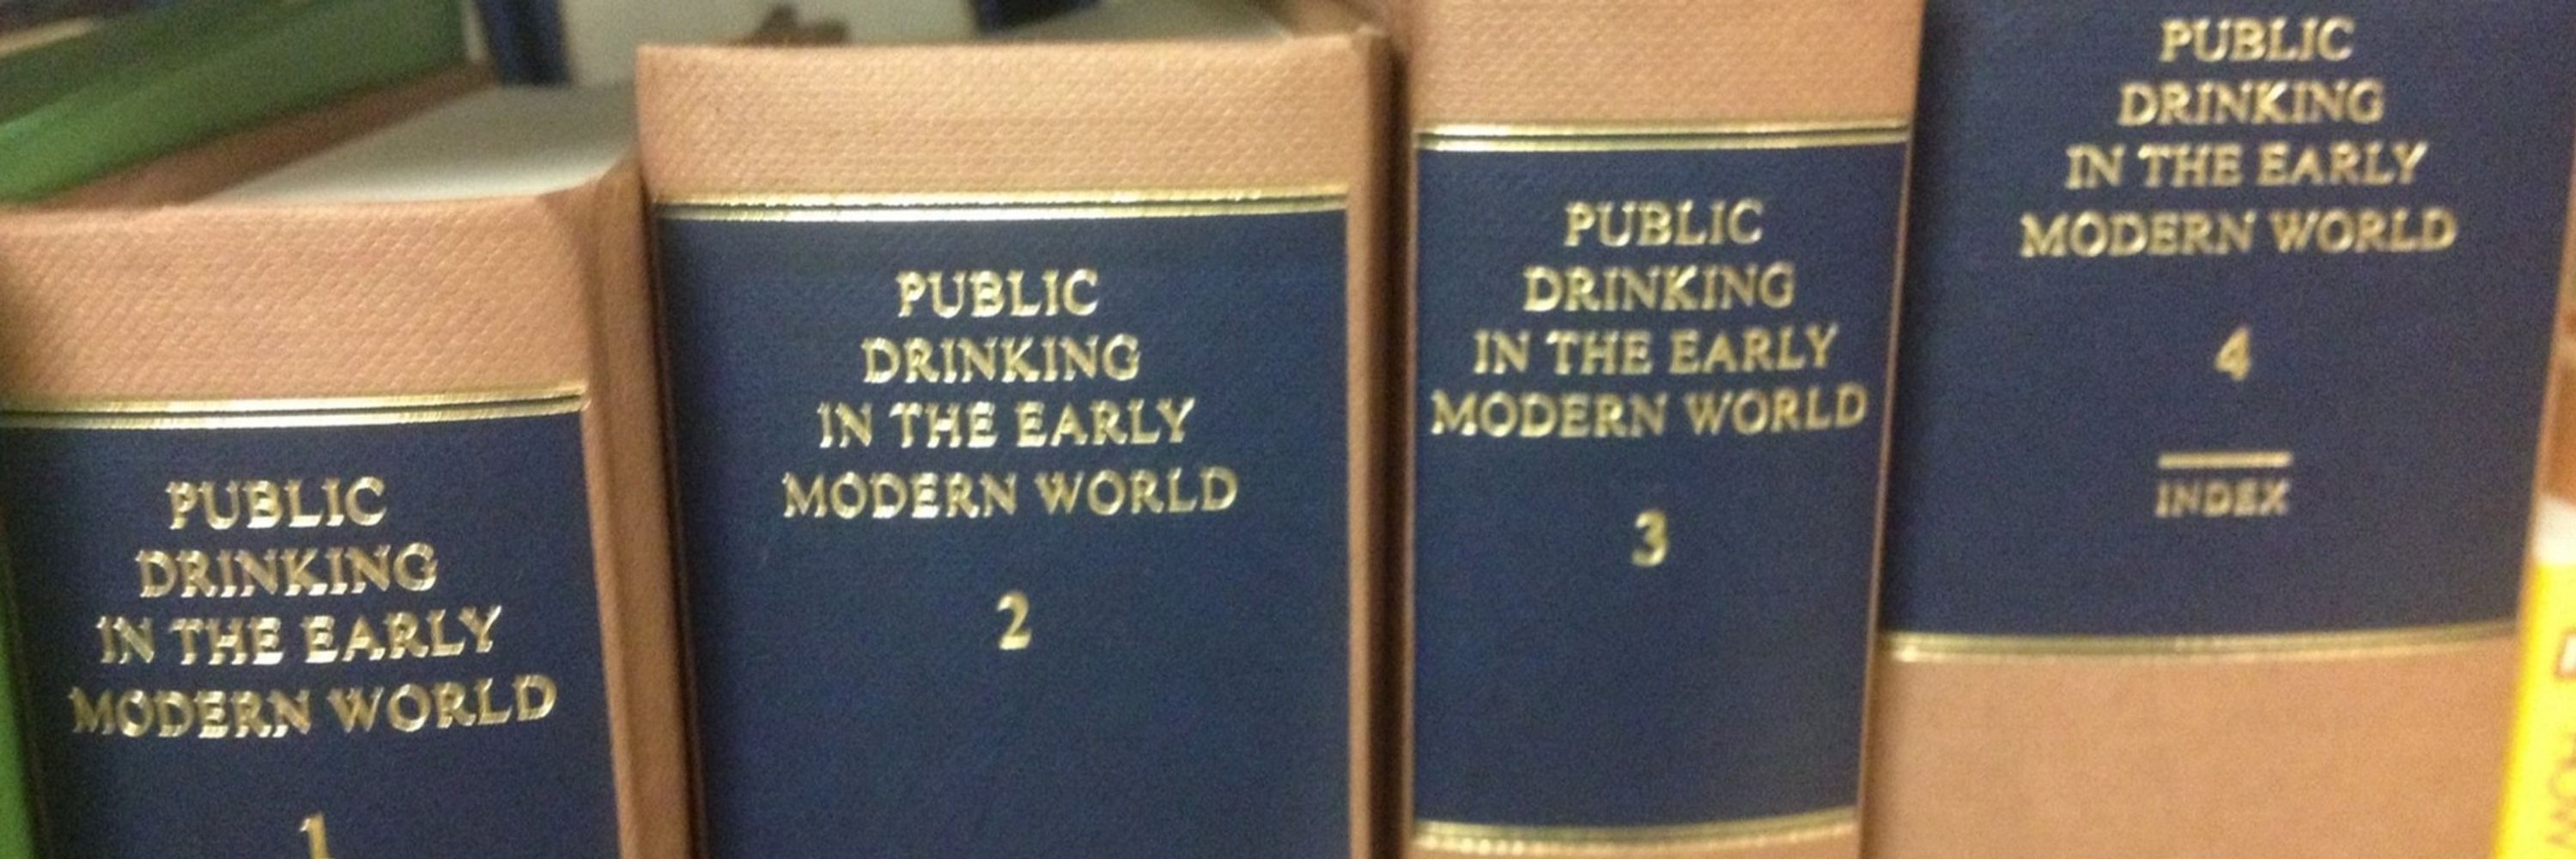 PUBLIC
DRINKING
IN THE EARLY
MODERN WORLD
1
PUBLIC
DRINKING
IN THE EARLY
MODERN WORLD
2
PUBLIC
DRINKING
IN THE EARLY
MODERN WORLD
3
PUBLIC
DRINKING
IN THE EARLY
MODERN WORLD
4
INDEX